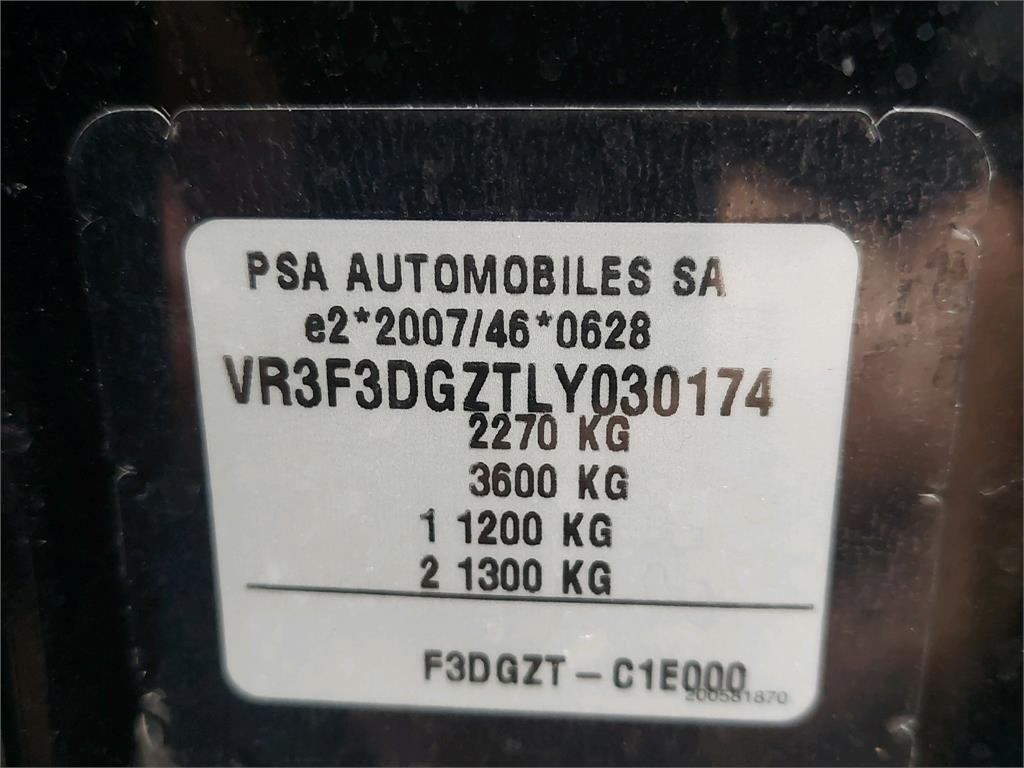 PSA AUTOMOBILES SA
e2*2007/46*0628
VR3F3DGZTLY030174
2270 KG
3600 KG
1 1200 KG
2 1300 KG
F3DGZT – C1E000
200581870